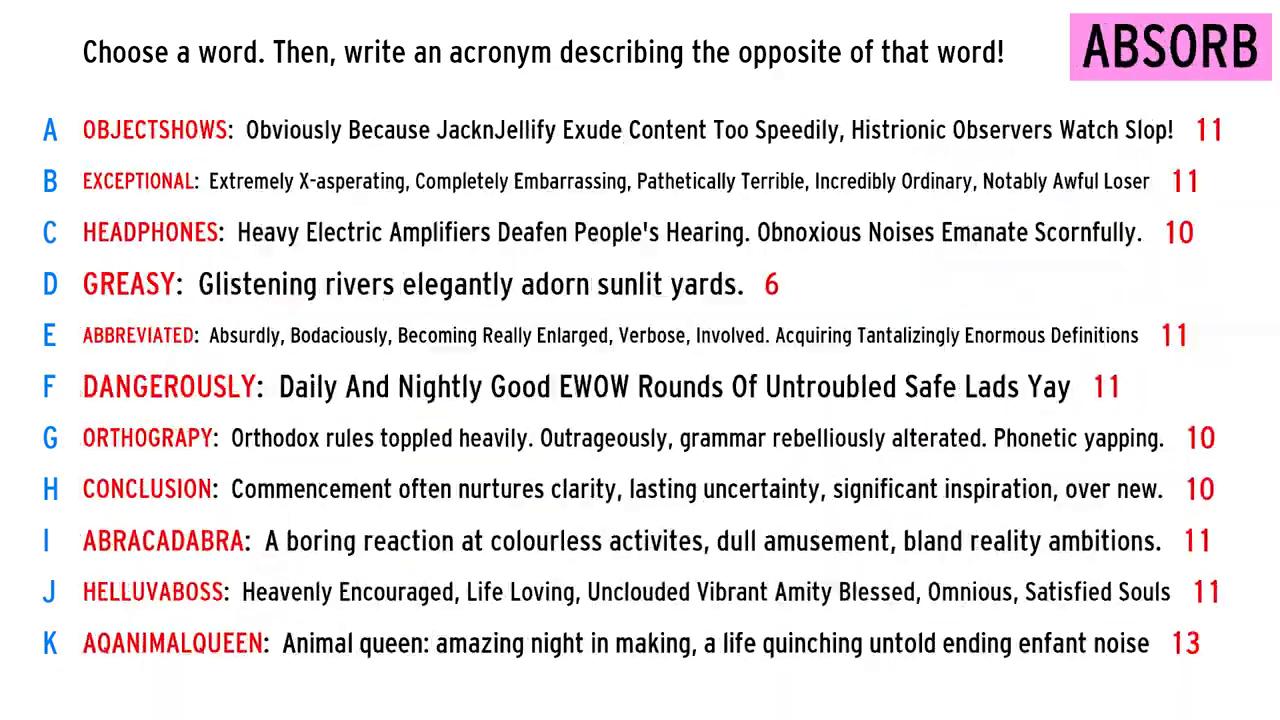 Choose a word. Then, write an acronym describing the opposite of that word!
ABSORB
A OBJECTSHOWS: Obviously Because JacknJellify Exude Content Too Speedily, Histrionic Observers Watch Slop! 11
B EXCEPTIONAL: Extremely X-asperating, Completely Embarrassing, Pathetically Terrible, Incredibly Ordinary, Notably Awful Loser 11
C HEADPHONES: Heavy Electric Amplifiers Deafen People's Hearing. Obnoxious Noises Emanate Scornfully. 10
D GREASY: Glistening rivers elegantly adorn sunlit yards. 6
E ABBREVIATED: Absurdly, Bodaciously, Becoming Really Enlarged, Verbose, Involved. Acquiring Tantalizingly Enormous Definitions 11
F DANGEROUSLY: Daily And Nightly Good EWOW Rounds Of Untroubled Safe Lads Yay 11
G ORTHOGRAPY: Orthodox rules toppled heavily. Outrageously, grammar rebelliously alterated. Phonetic yapping. 10
H CONCLUSION: Commencement often nurtures clarity, lasting uncertainty, significant inspiration, over new. 10
I ABRACADABRA: A boring reaction at colourless activites, dull amusement, bland reality ambitions. 11
J HELLUVABOSS: Heavenly Encouraged, Life Loving, Unclouded Vibrant Amity Blessed, Omnious, Satisfied Souls 11
K AQANIMALQUEEN: Animal queen: amazing night in making, a life quinching untold ending enfant noise 13